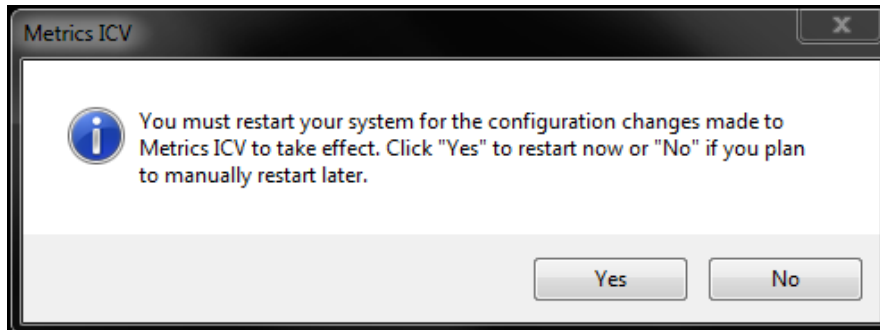 Metrics ICV
You must restart your system for the configuration changes made to
Metrics ICV to take effect. Click "Yes" to restart now or "No" if you plan
to manually restart later.
Yes No